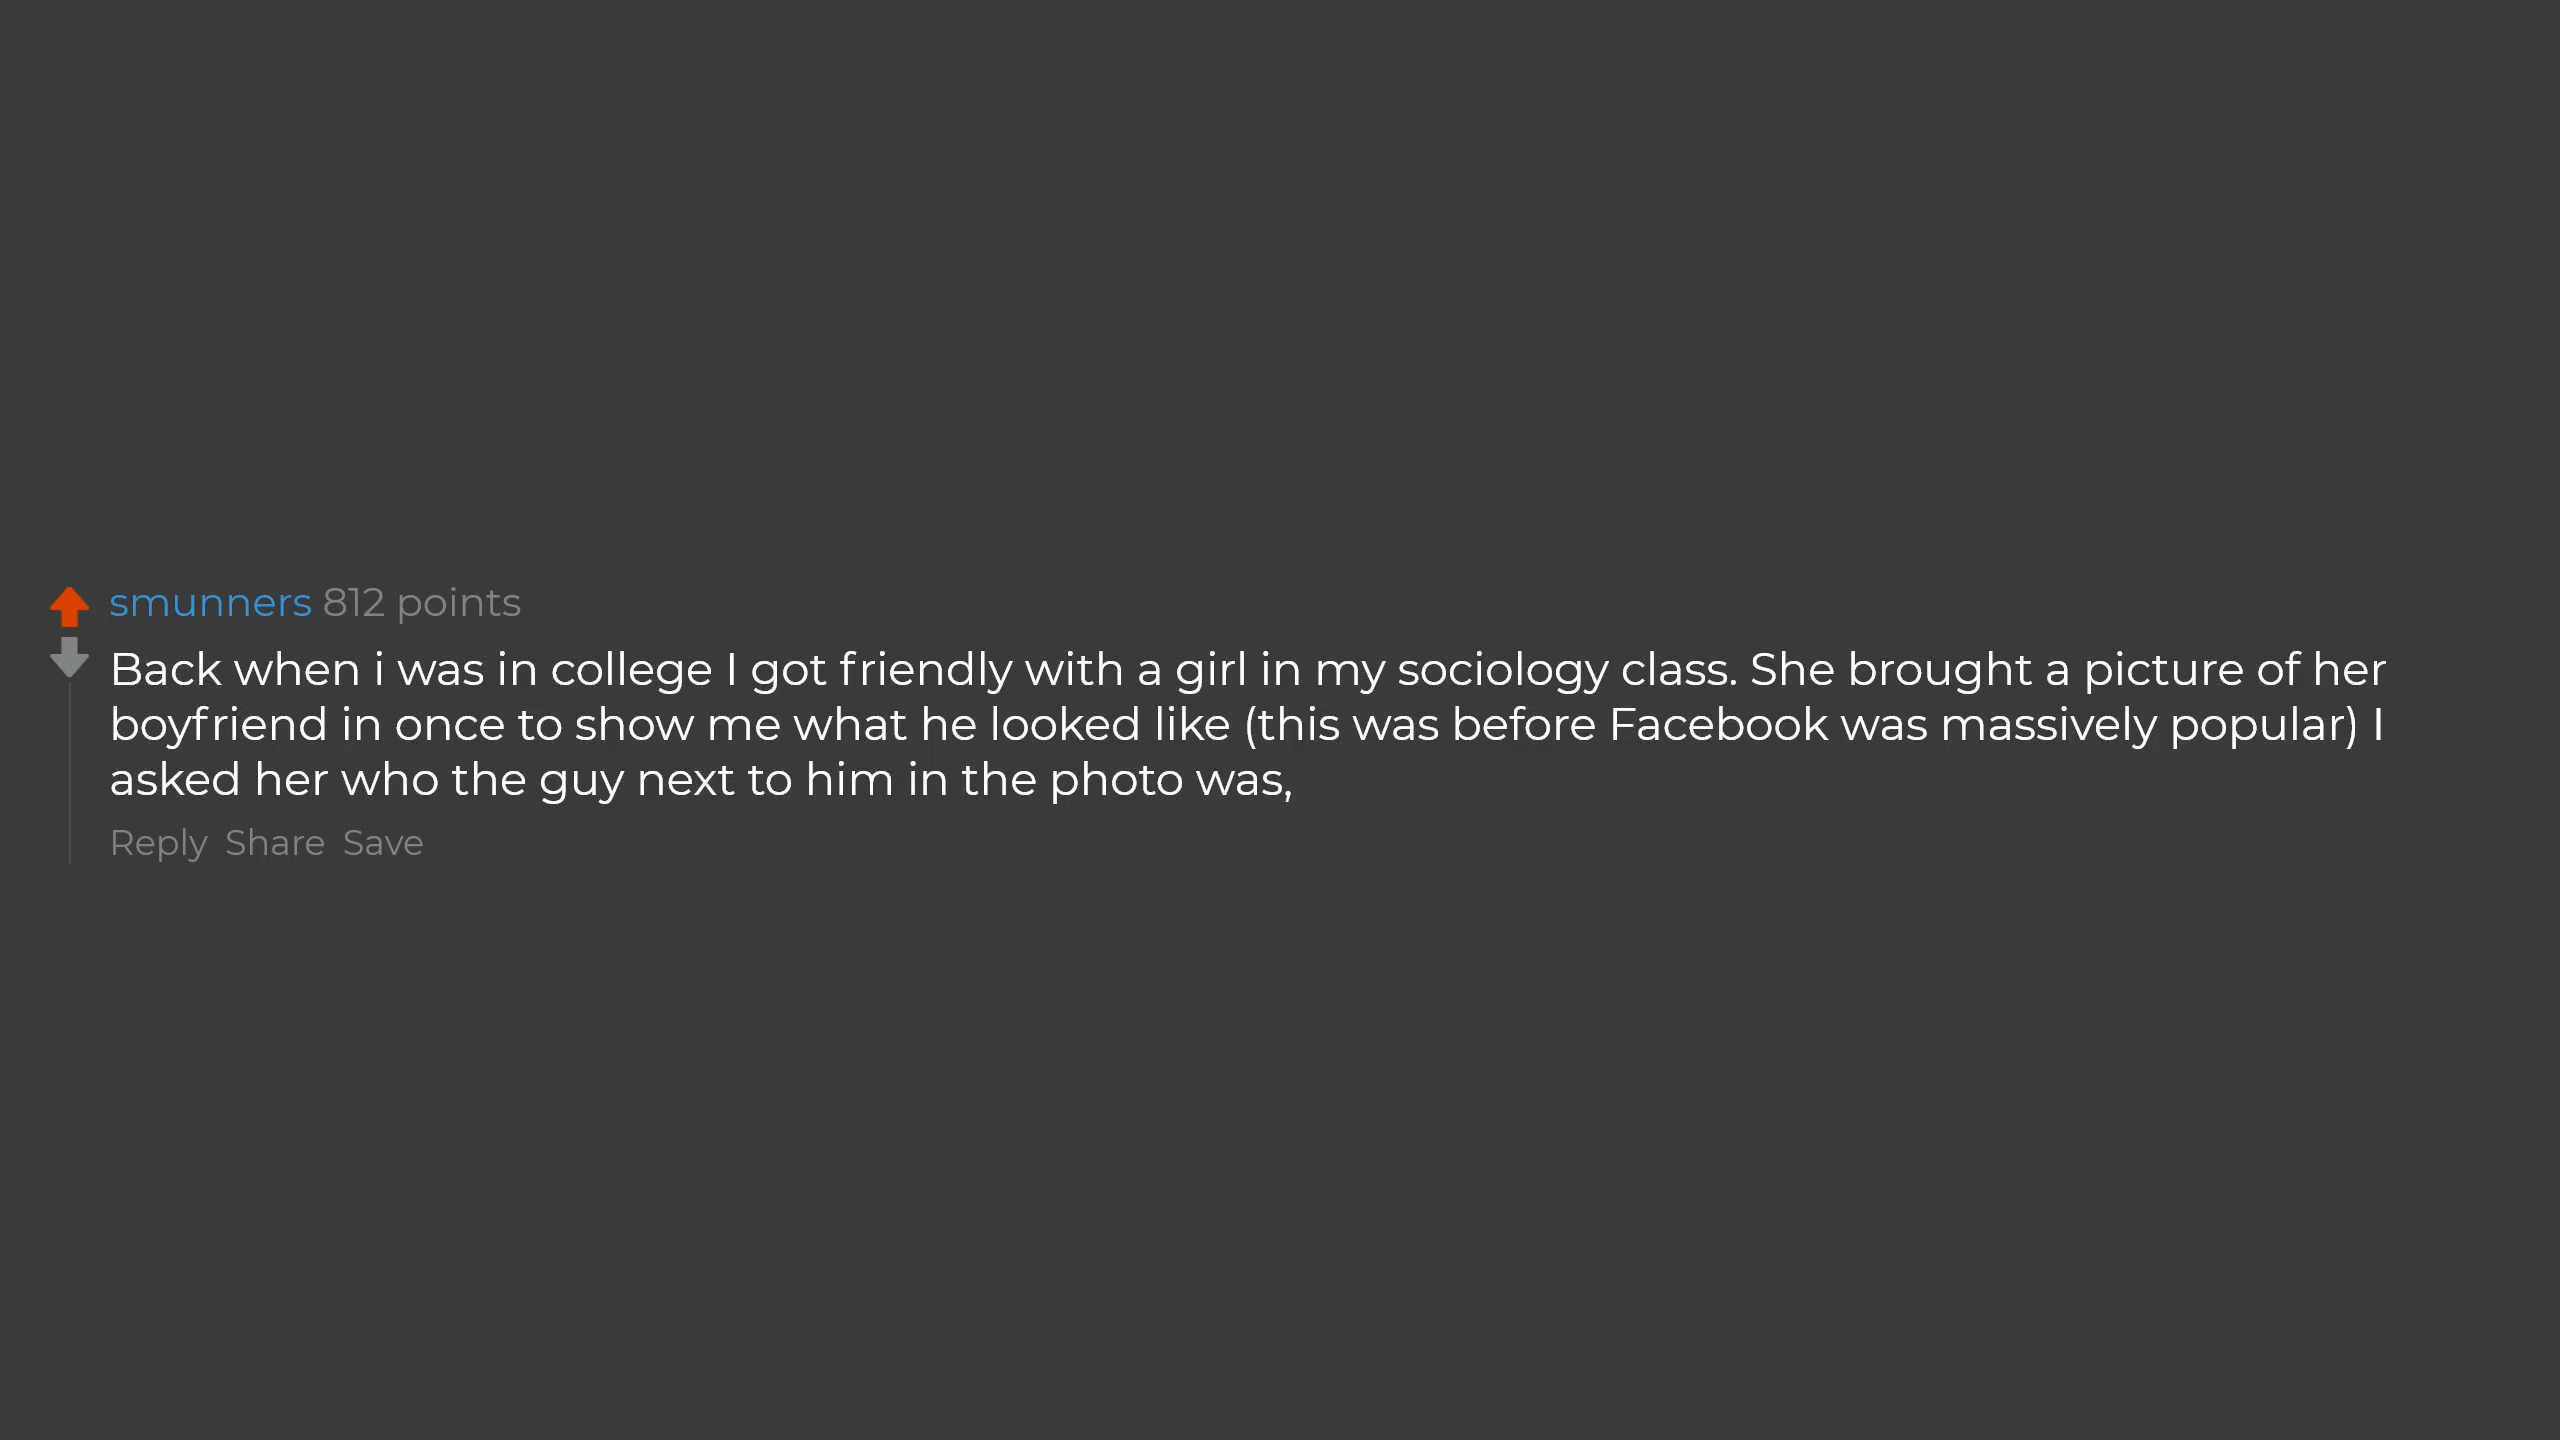 smunners 812 points
Back when i was in college I got friendly with a girl in my sociology class. She brought a picture of her
boyfriend in once to show me what he looked like (this was before Facebook was massively popular) I
asked her who the guy next to him in the photo was,
Reply Share Save